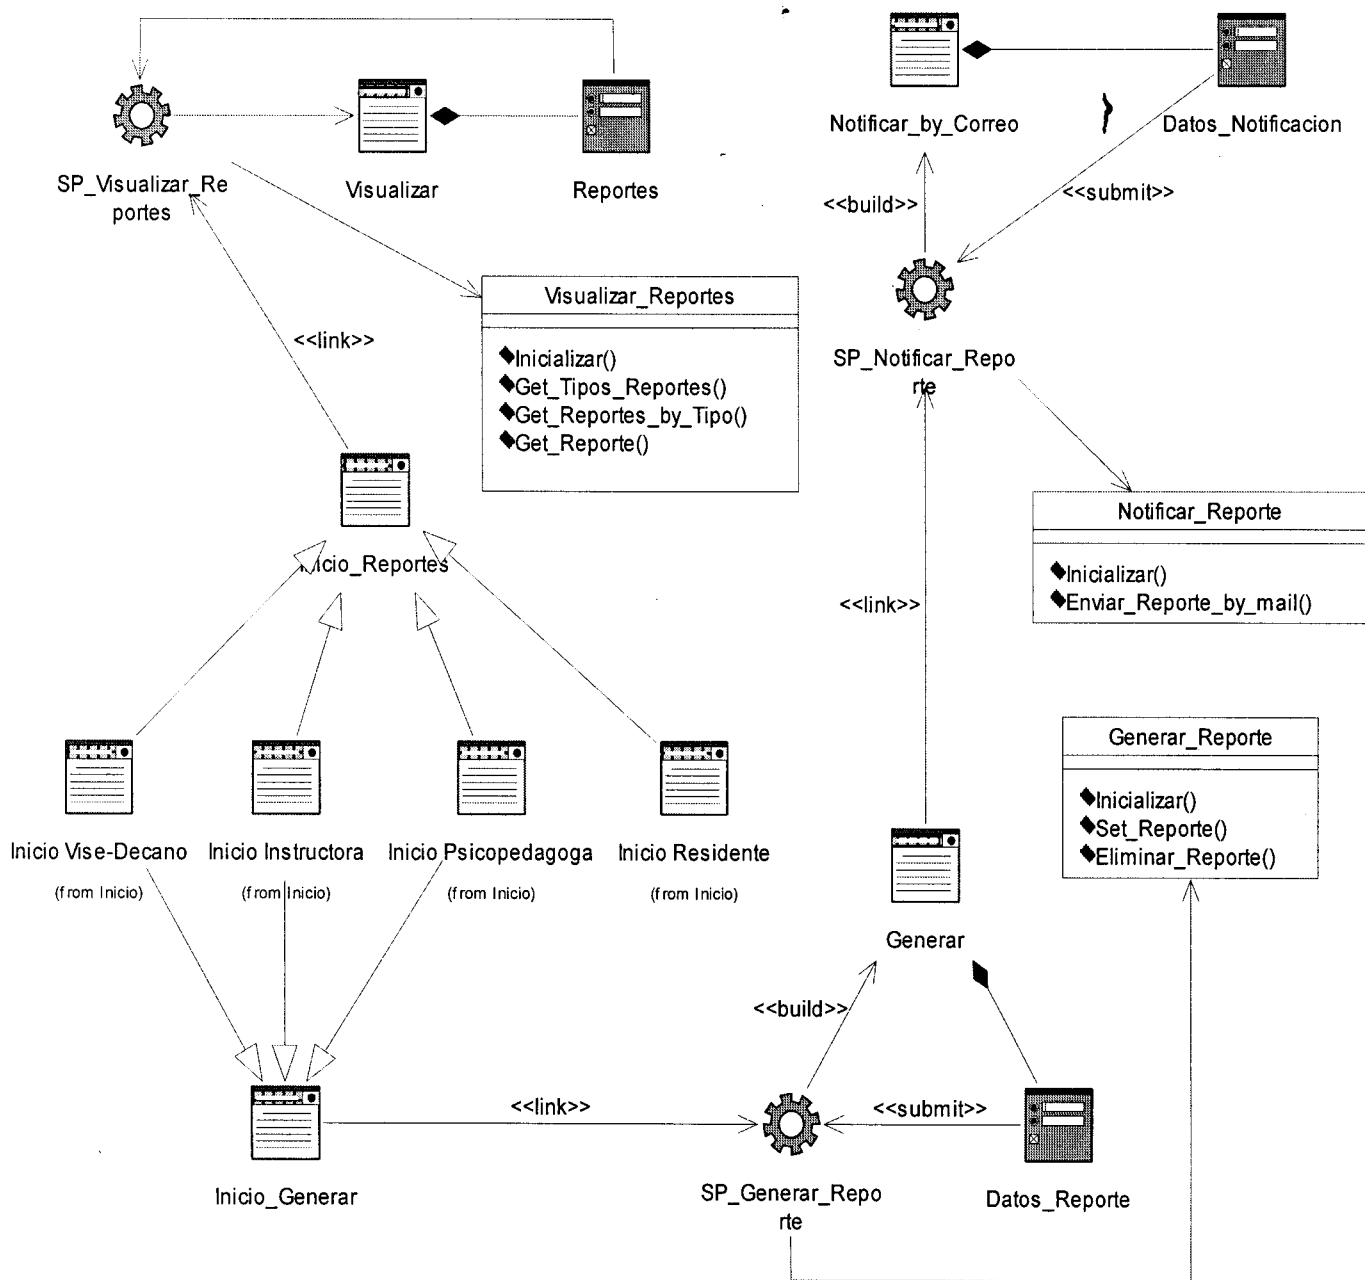 Notificar_by_Correo
Datos_Notificacion
SP_Visualizar_Re
portes
Visualizar
Reportes
<<build>>
<<submit>>
<<link>>
Visualizar_Reportes
Inicializar()
Get_Tipos_Reportes()
Get_Reportes_by_Tipo()
Get_Reporte()
SP_Notificar_Repo
rte
Notificar_Reporte
Inicializar()
Enviar_Reporte_by_mail()
Inicio_Reportes
<<link>>
Generar_Reporte
Inicializar()
Set_Reporte()
Eliminar_Reporte()
Inicio Vise-Decano
(from Inicio)
Inicio Instructora
(from Inicio)
Inicio Psicopedagoga
(from Inicio)
Inicio Residente
(from Inicio)
Generar
<<build>>
<<link>>
<<submit>>
Inicio_Generar
SP_Generar_Repo
rte
Datos_Reporte